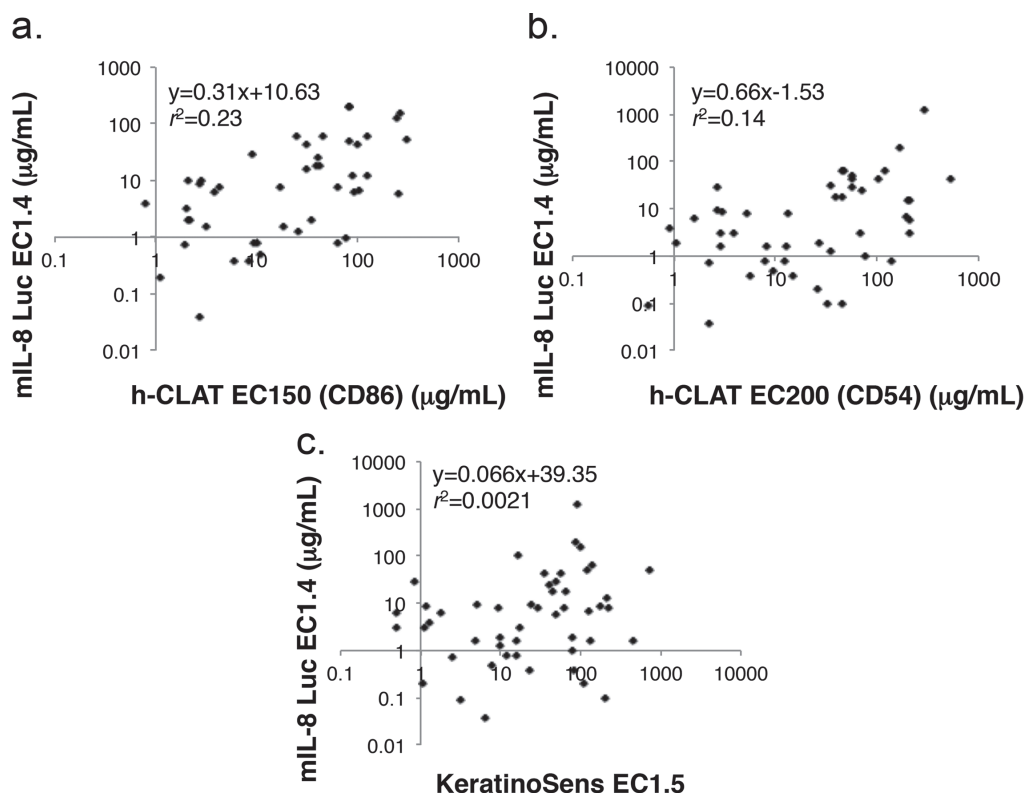 a.
1000
100
10
1
0.1
0.01
y=0.31x+10.63
r²=0.23
0.1 1 10 100 1000
mIL-8 Luc EC1.4 (µg/mL)
h-CLAT EC150 (CD86) (µg/mL)
b.
10000
1000
100
10
1
0.1
0.01
y=0.66x-1.53
r²=0.14
0.1 1 10 100 1000
mIL-8 Luc EC1.4 (µg/mL)
h-CLAT EC200 (CD54) (µg/mL)
c.
10000
1000
100
10
1
0.1
0.01
y=0.066x+39.35
r²=0.0021
0.1 1 10 100 1000 10000
mIL-8 Luc EC1.4 (µg/mL)
KeratinoSens EC1.5